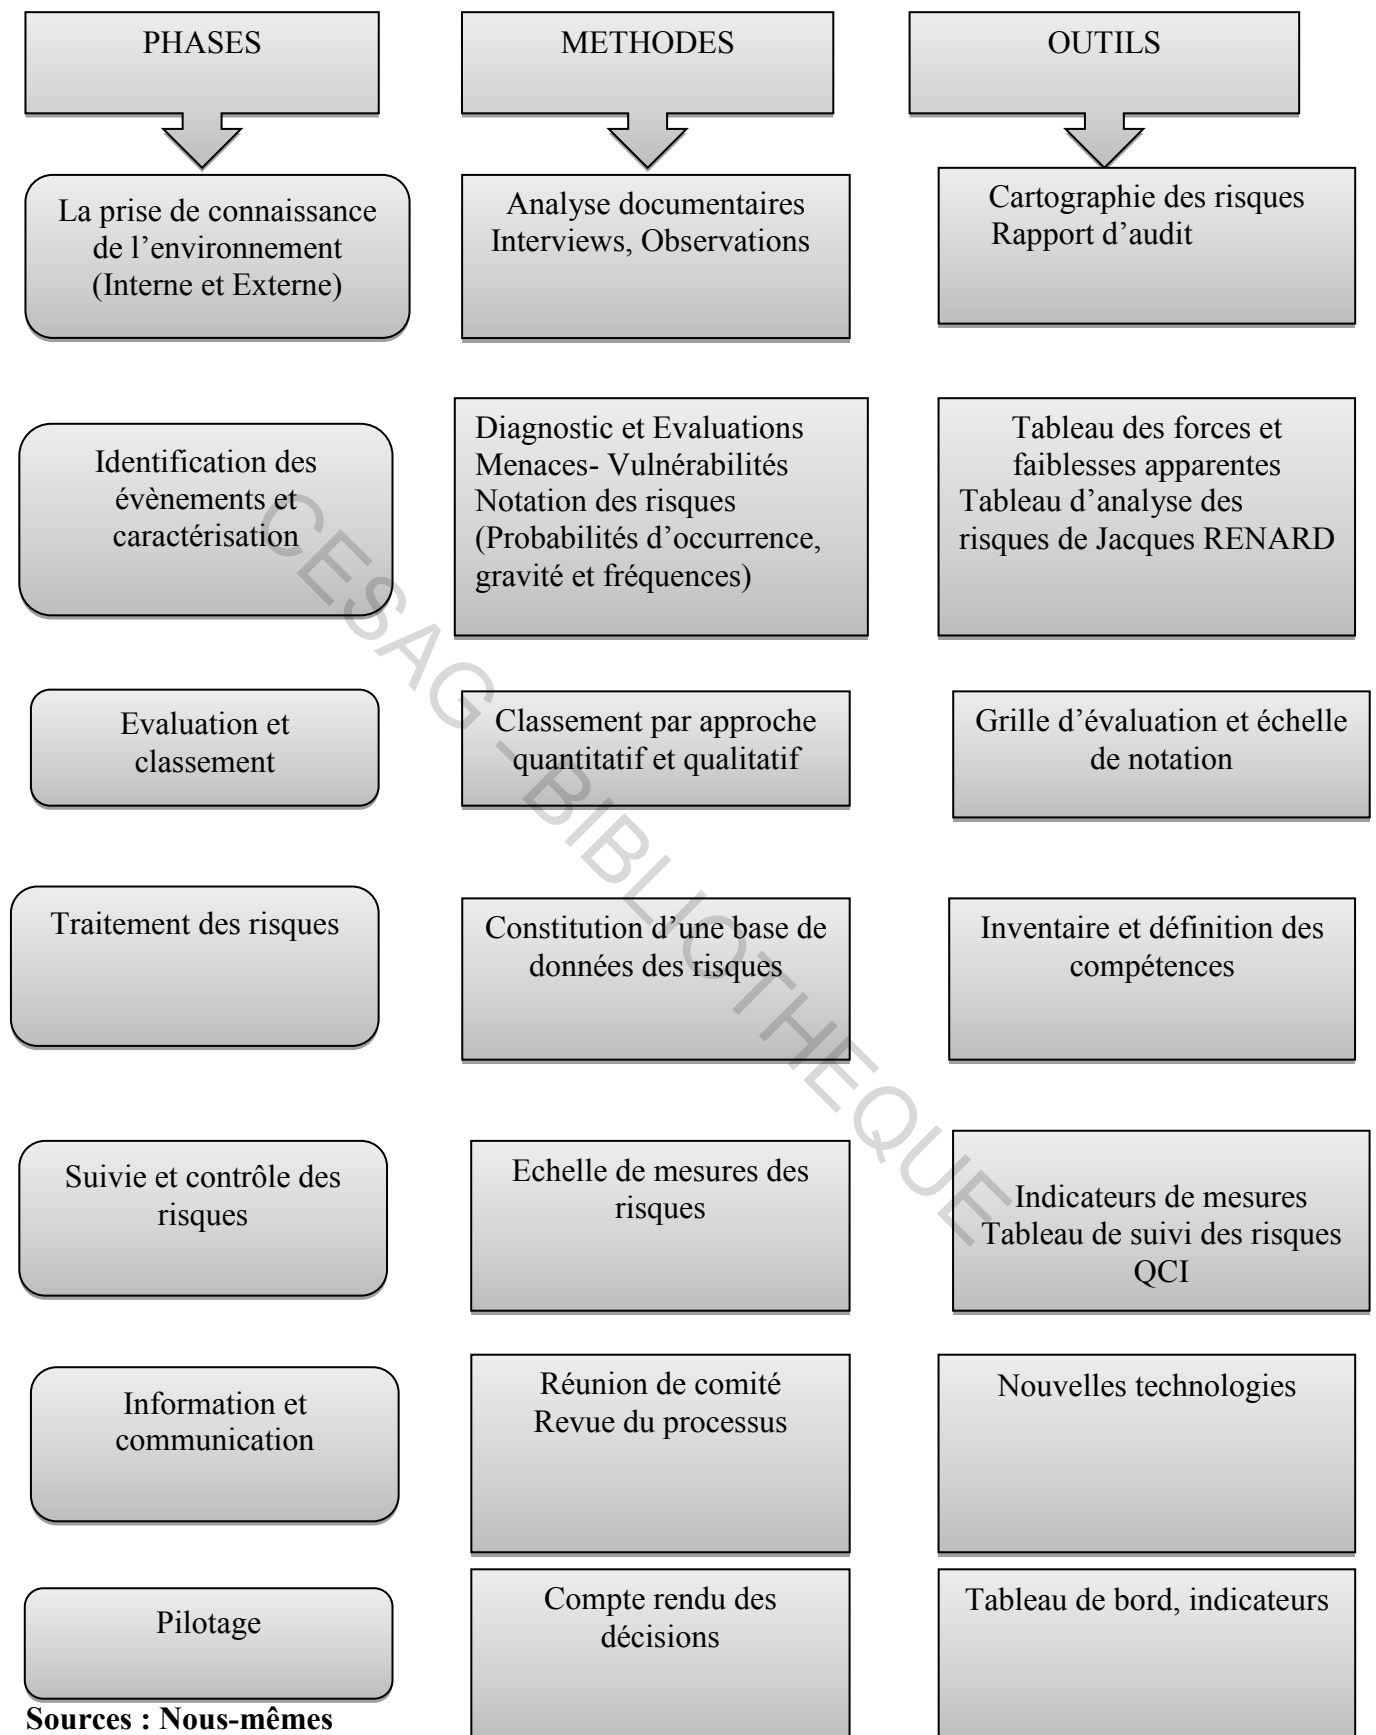 PHASES
METHODES
OUTILS
La prise de connaissance
de l’environnement
(Interne et Externe)
Analyse documentaires
Interviews, Observations
Cartographie des risques
Rapport d’audit
Identification des
évènements et
caractérisation
Diagnostic et Evaluations
Menaces- Vulnérabilités
Notation des risques
(Probabilités d’occurrence,
gravité et fréquences)
Tableau des forces et
faiblesses apparentes
Tableau d’analyse des
risques de Jacques RENARD
Evaluation et
classement
Classement par approche
quantitatif et qualitatif
Grille d’évaluation et échelle
de notation
Traitement des risques
Constitution d’une base de
données des risques
Inventaire et définition des
compétences
Suivie et contrôle des
risques
Echelle de mesures des
risques
Indicateurs de mesures
Tableau de suivi des risques
QCI
Information et
communication
Réunion de comité
Revue du processus
Nouvelles technologies
Pilotage
Compte rendu des
décisions
Tableau de bord, indicateurs
Sources : Nous-mêmes
CESAG - BIBLIOTHEQUE